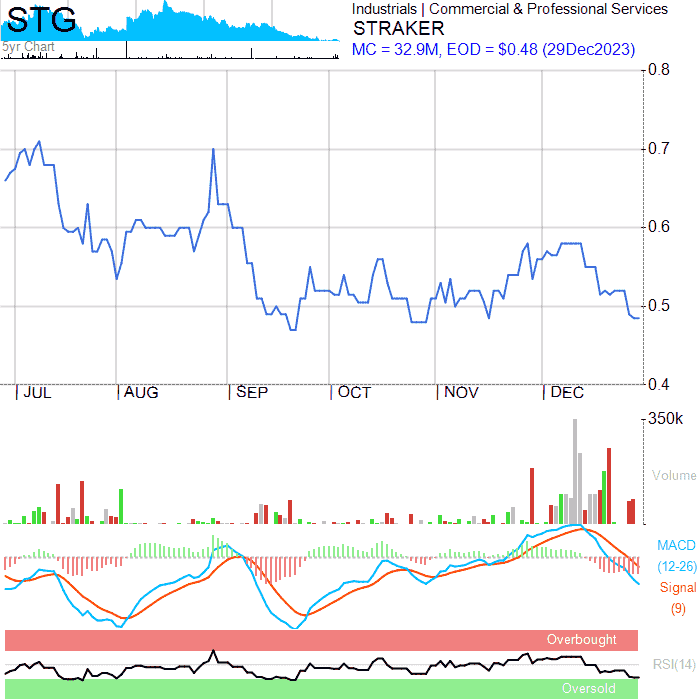 STG
5yr Chart
Industrials | Commercial & Professional Services
STRAKER
MC = 32.9M, EOD = $0.48 (29Dec2023)
0.8
0.7
0.6
0.5
0.4
|JUL |AUG |SEP |OCT |NOV |DEC
350k
Volume
MACD
(12-26)
Signal
(9)
Overbought
RSI(14)
Oversold